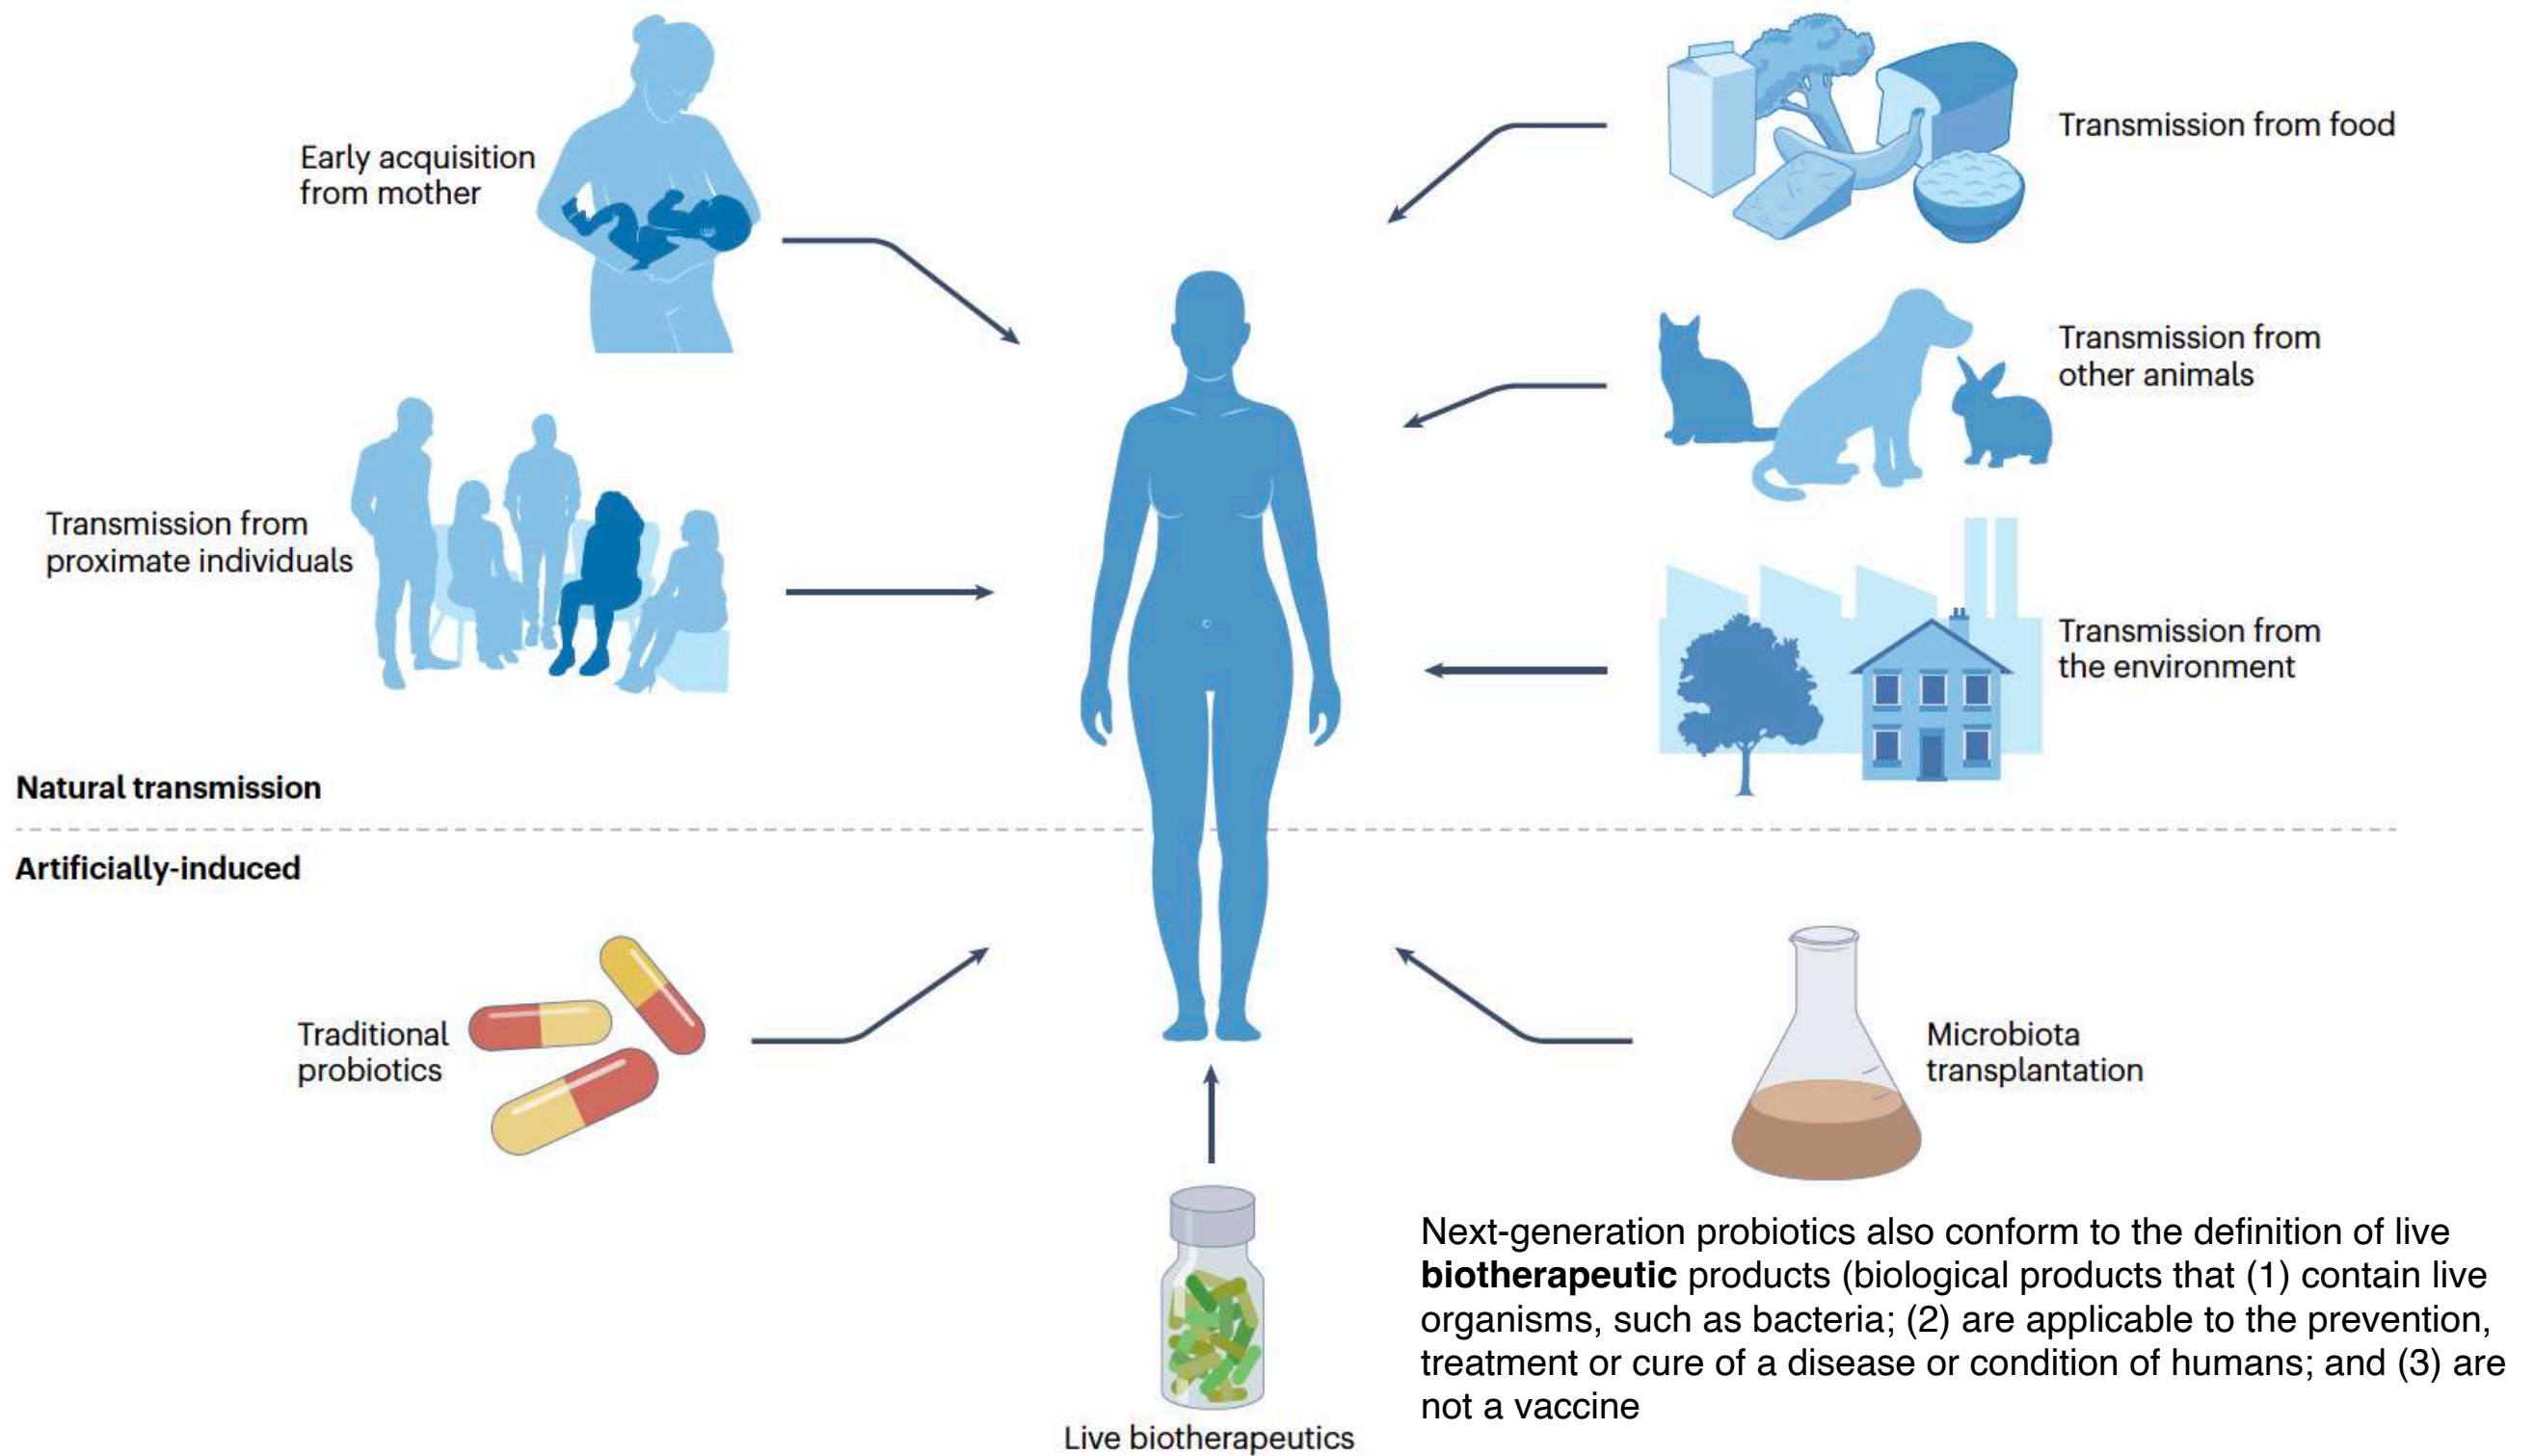 Early acquisition
from mother
Transmission from food
Transmission from
other animals
Transmission from
proximate individuals
Transmission from
the environment
Natural transmission
Artificially-induced
Traditional
probiotics
Microbiota
transplantation
Live biotherapeutics
Next-generation probiotics also conform to the definition of live
biotherapeutic products (biological products that (1) contain live
organisms, such as bacteria; (2) are applicable to the prevention,
treatment or cure of a disease or condition of humans; and (3) are
not a vaccine